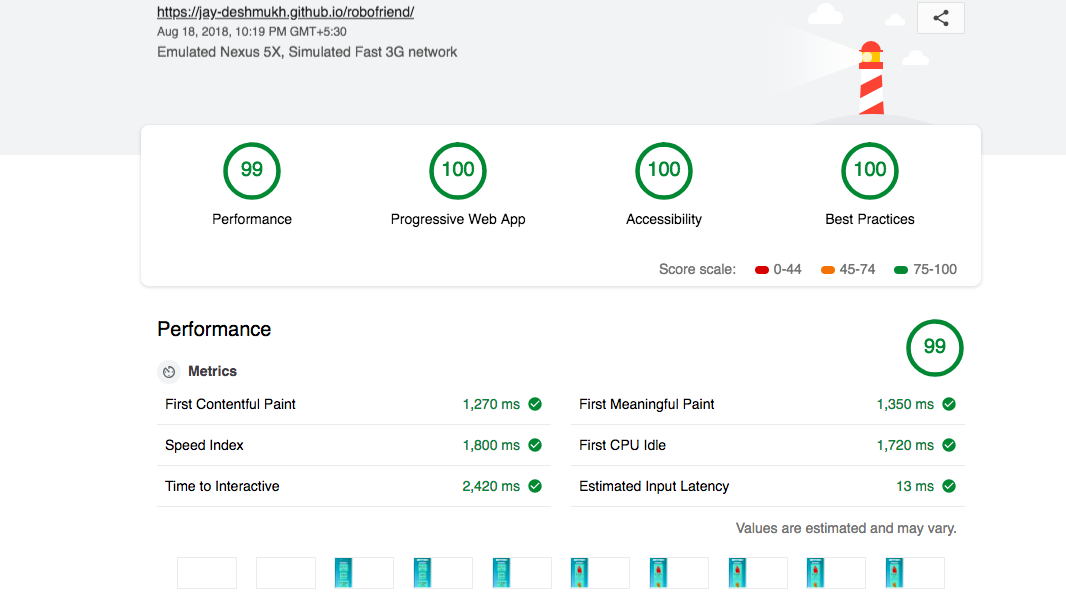 https://jay-deshmukh.github.io/robofriend/
Aug 18, 2018, 10:19 PM GMT+5:30
Emulated Nexus 5X, Simulated Fast 3G network
99 100 100 100
Performance Progressive Web App Accessibility Best Practices
Score scale: 0-44 45-74 75-100
Performance
99
Metrics
First Contentful Paint 1,270 ms First Meaningful Paint 1,350 ms
Speed Index 1,800 ms First CPU Idle 1,720 ms
Time to Interactive 2,420 ms Estimated Input Latency 13 ms
Values are estimated and may vary.